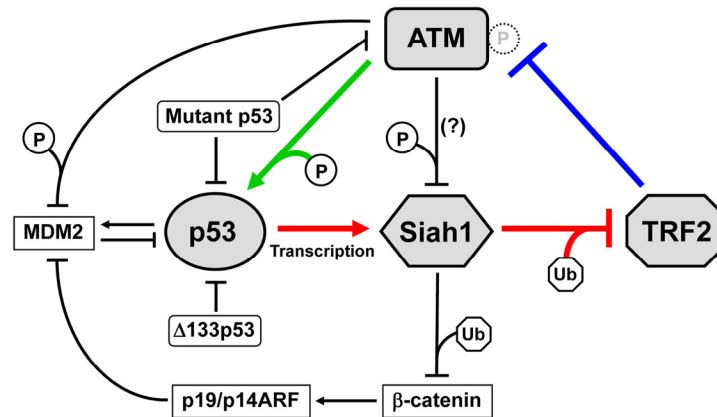 ATM
P
Mutant p53
P
(?)
P
P
MDM2
p53
Transcription
Siah1
TRF2
Ub
Δ133p53
Ub
p19/p14ARF
β-catenin